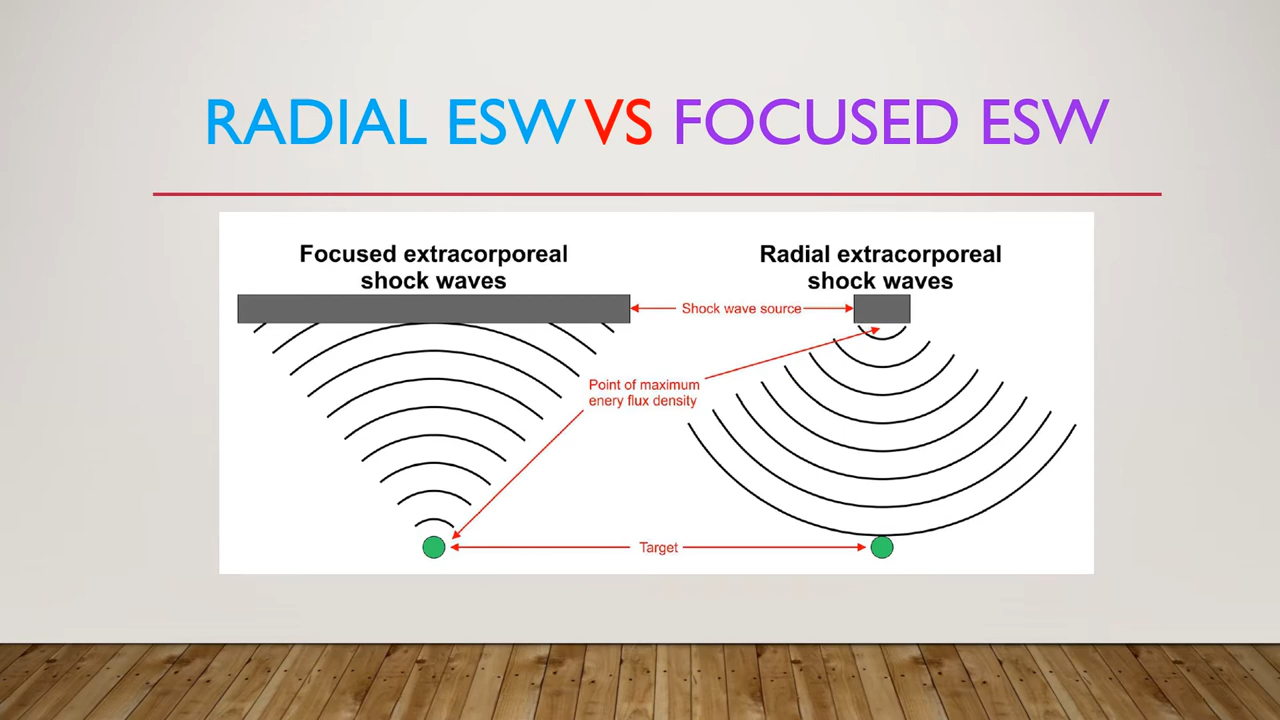 RADIAL ESW VS FOCUSED ESW
Focused extracorporeal
shock waves
Radial extracorporeal
shock waves
Shock wave source
Point of maximum
enery flux density
Target